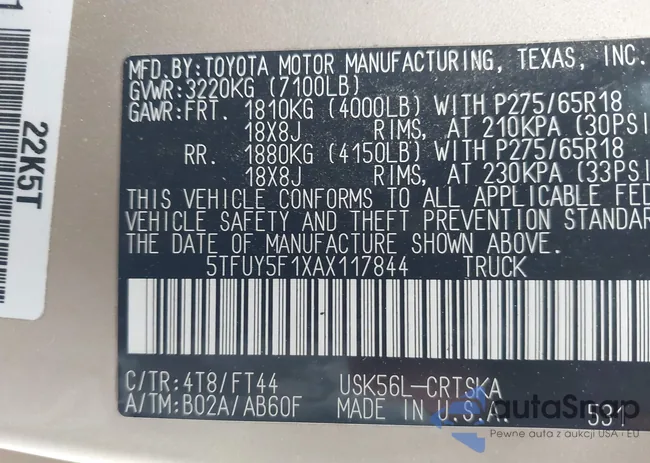 MFD.BY:TOYOTA MOTOR MANUFACTURING, TEXAS, INC.
GVWR:3220KG (7100LB)
GAWR:FRT. 1810KG (4000LB) WITH P275/65R18
18X8J RIMS, AT 210KPA (30PSI
RR. 1880KG (4150LB) WITH P275/65R18
18X8J RIMS, AT 230KPA (33PSI
THIS VEHICLE CONFORMS TO ALL APPLICABLE FED
VEHICLE SAFETY AND THEFT PREVENTION STANDAR
THE DATE OF MANUFACTURE SHOWN ABOVE.
5TFUY5F1XAX117844 TRUCK
C/TR:4T8/FT44 USK56L-CRTSKA
A/TM:B02A/AB60F MADE IN U.S.A. 531
22K5T
autaSnap
Pewne auta z aukcji USA i EU